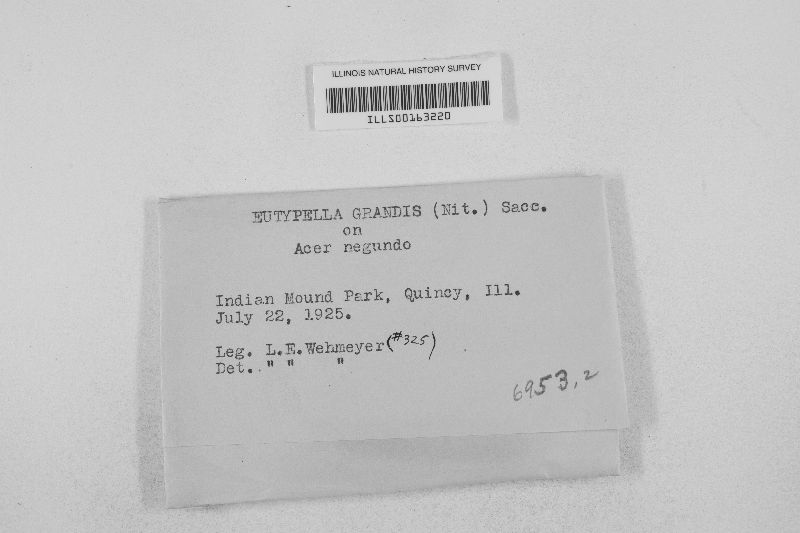 ILLINOIS NATURAL HISTORY SURVEY
ILLS00163220
EUTYPELLA GRANDIS (Nit.) Sacc.
on
Acer negundo
Indian Mound Park, Quincy, Ill.
July 22, 1925.
Leg. L.E.Wehmeyer (#325)
Det. " " "
6953,2